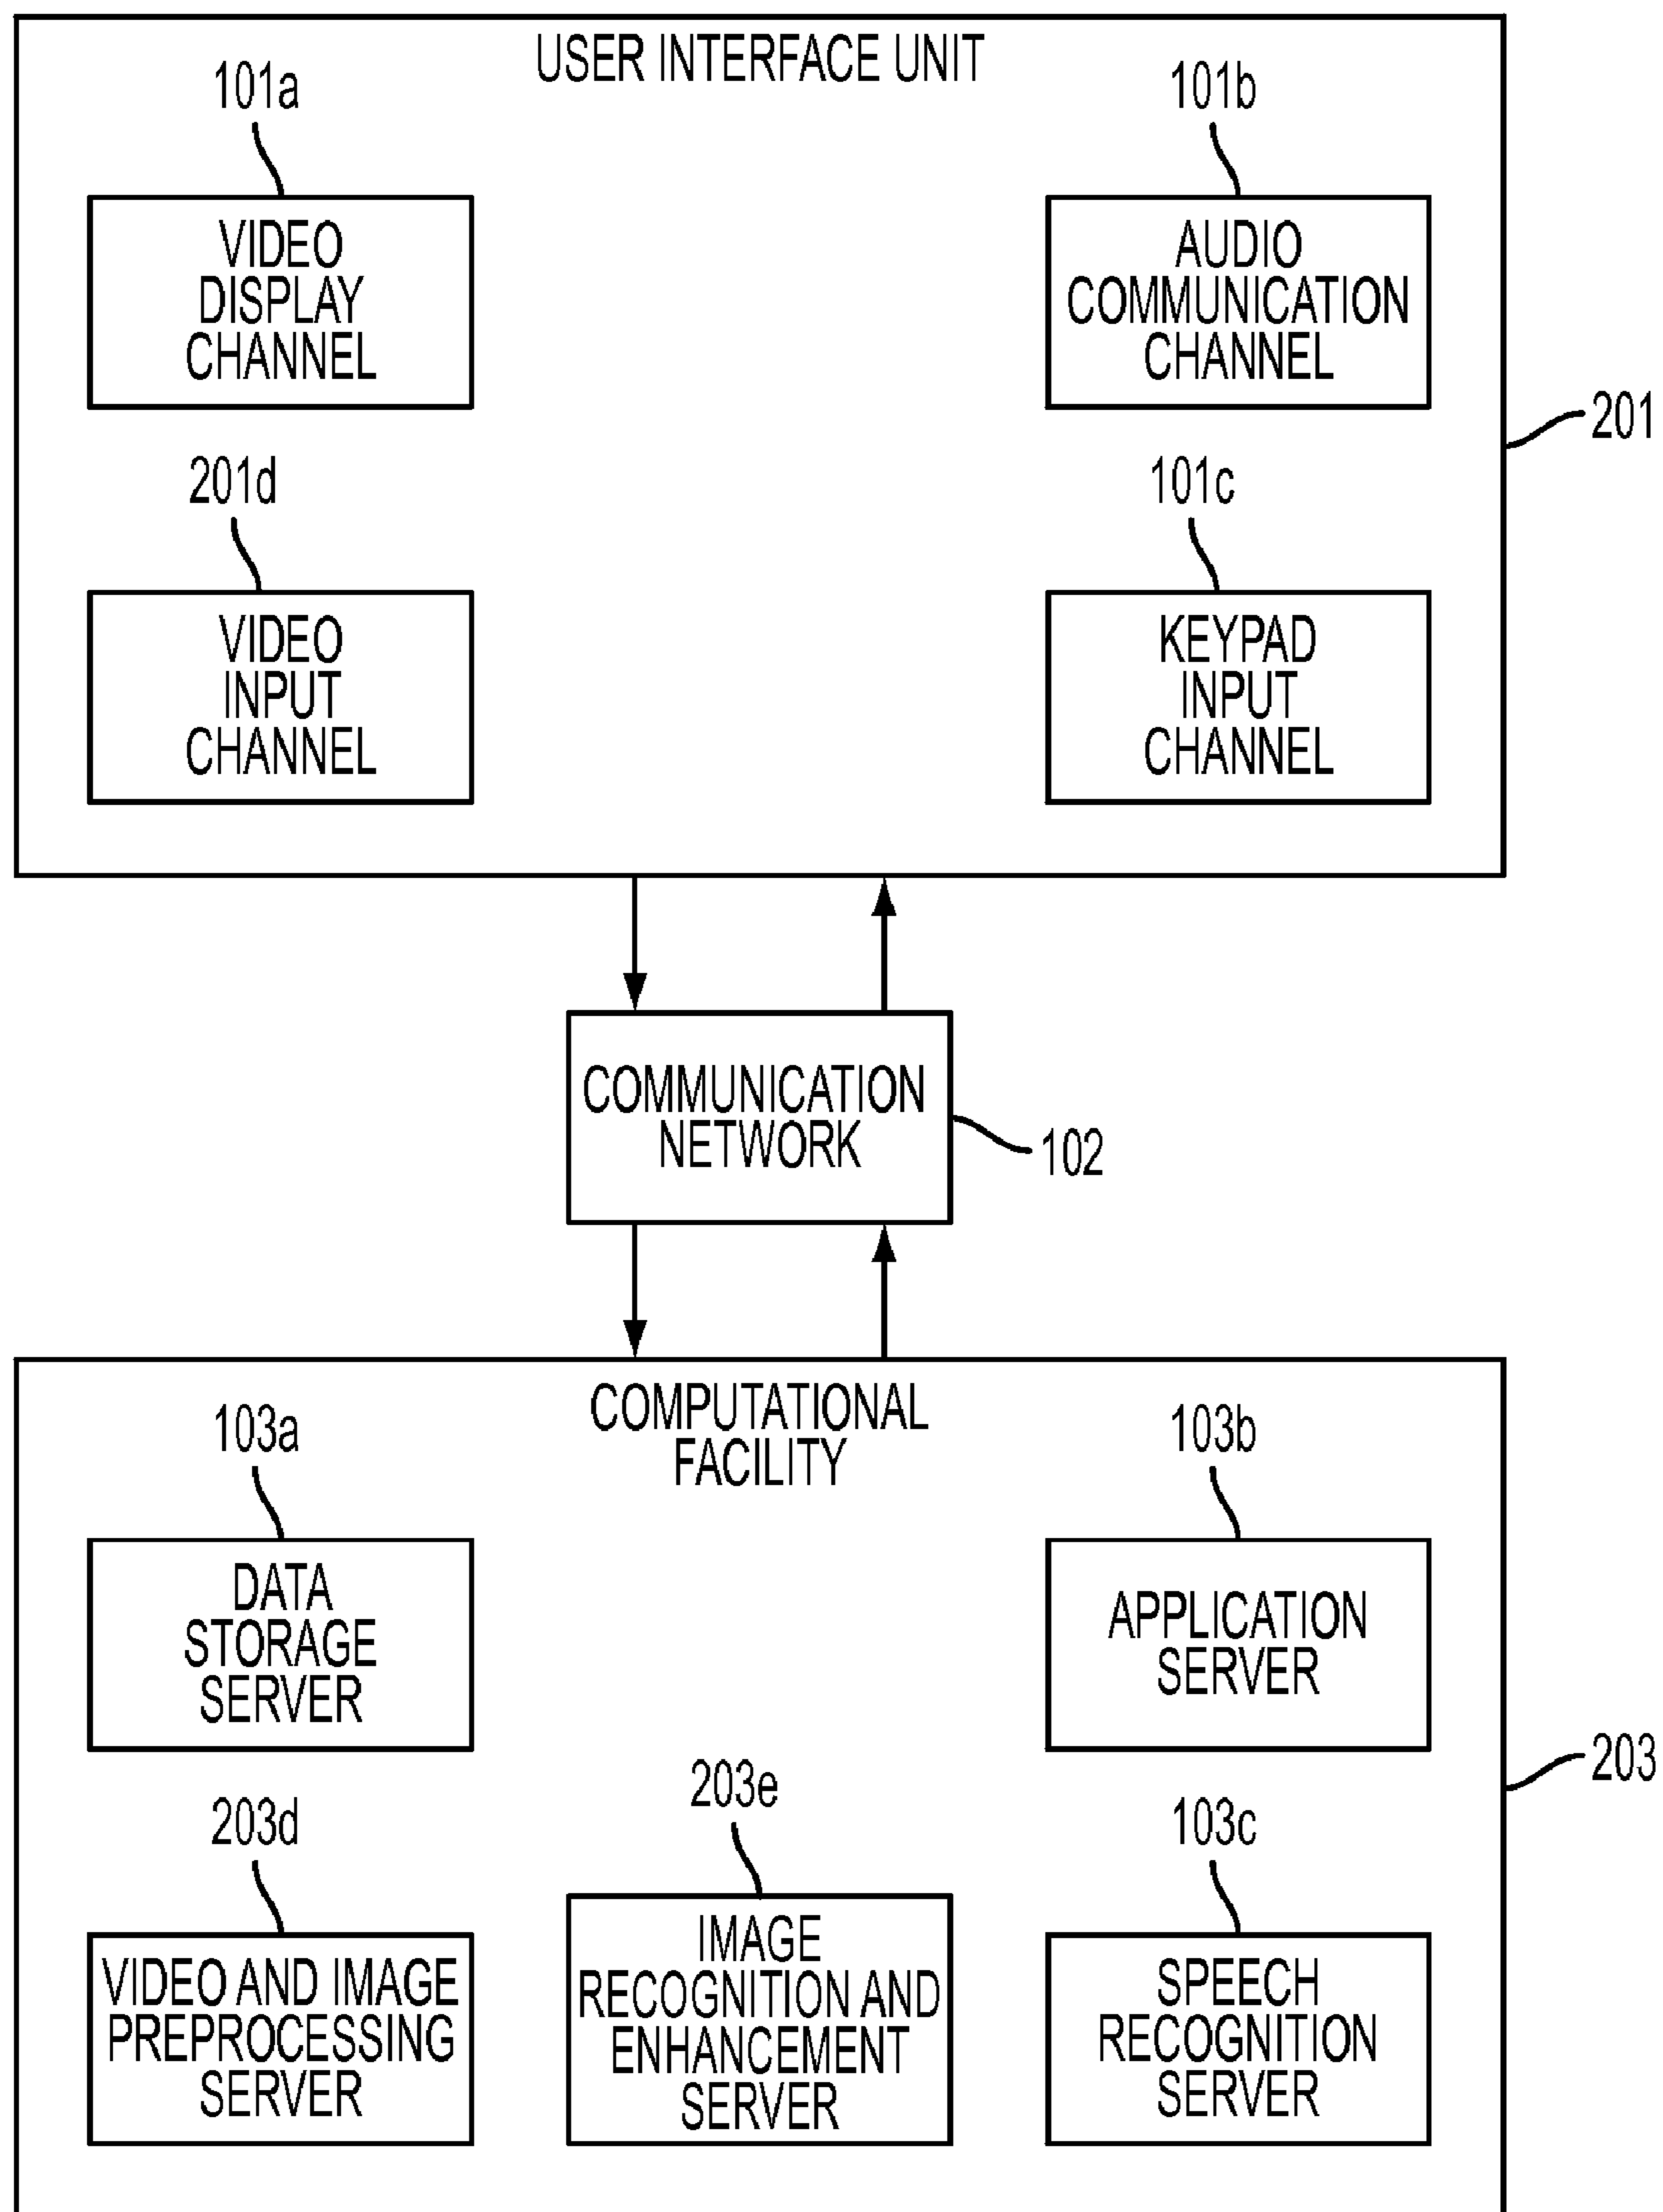 USER INTERFACE UNIT
101a
101b
VIDEO
DISPLAY
CHANNEL
AUDIO
COMMUNICATION
CHANNEL
201
201d
101c
VIDEO
INPUT
CHANNEL
KEYPAD
INPUT
CHANNEL
COMMUNICATION
NETWORK
102
COMPUTATIONAL
FACILITY
103a
103b
DATA
STORAGE
SERVER
APPLICATION
SERVER
203
203d
203e
103c
VIDEO AND IMAGE
PREPROCESSING
SERVER
IMAGE
RECOGNITION AND
ENHANCEMENT
SERVER
SPEECH
RECOGNITION
SERVER